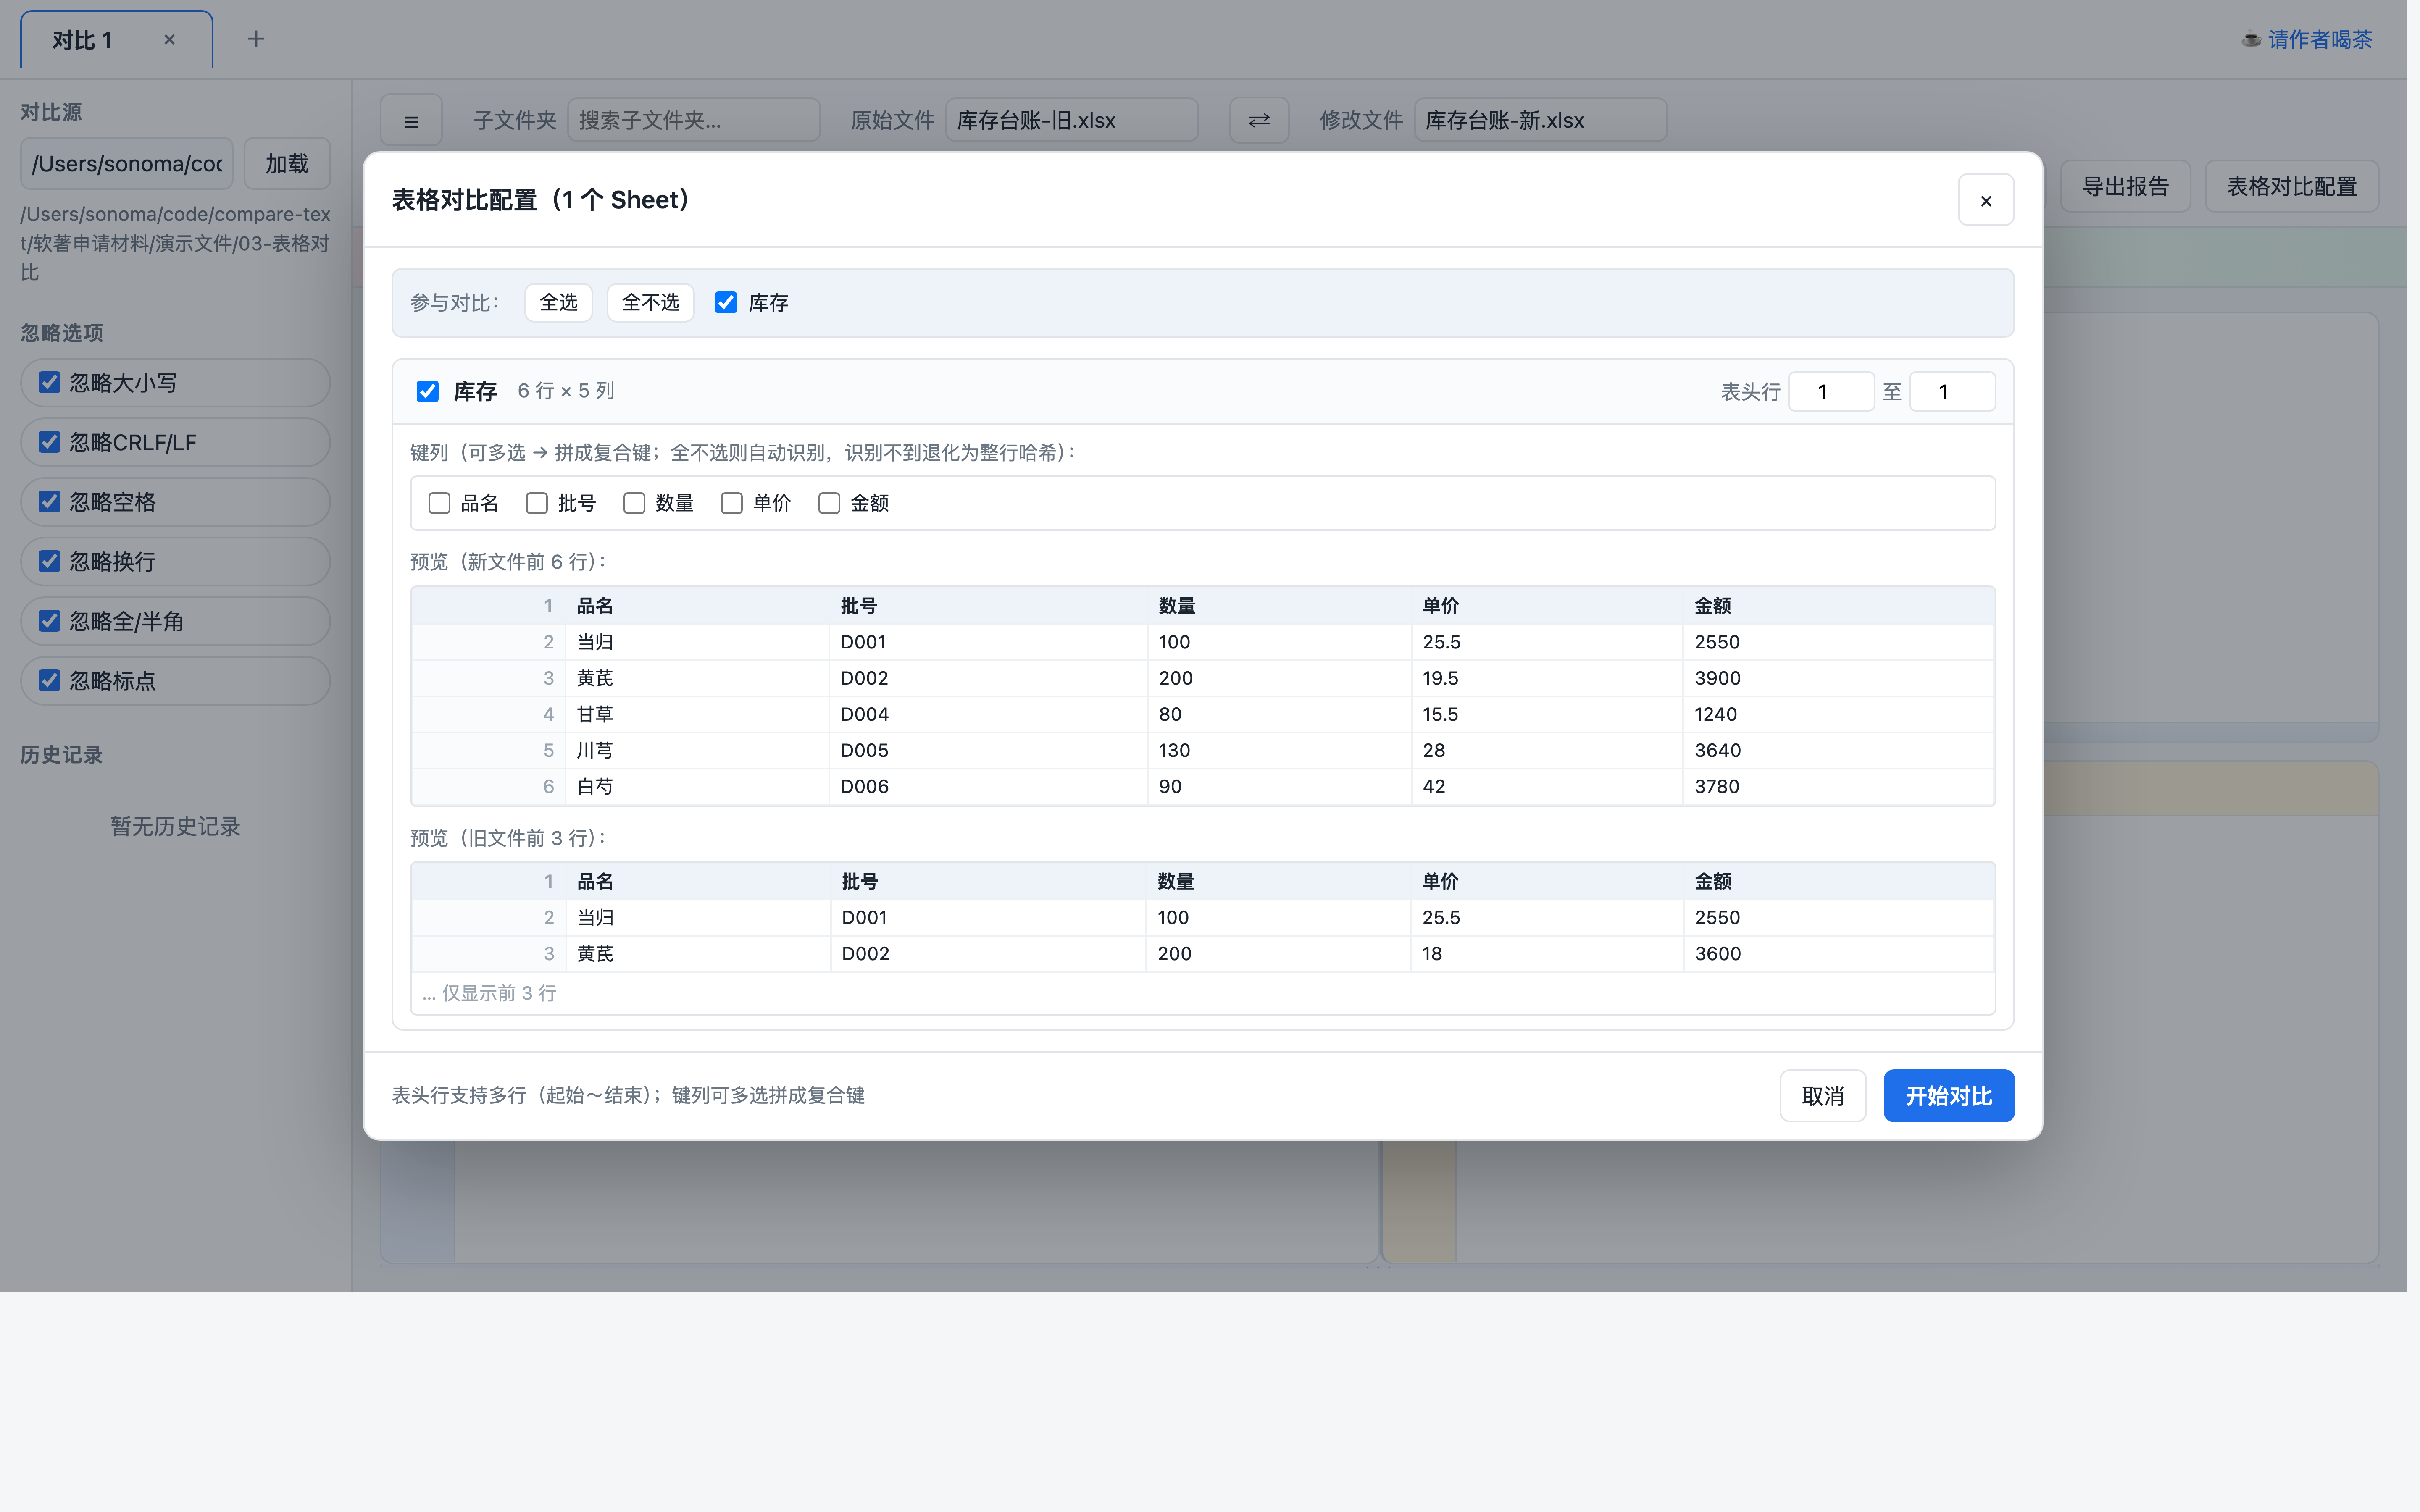 对比 1 × +
☕ 请作者喝茶
对比源
/Users/sonoma/coc
加载
/Users/sonoma/code/compare-tex
t/软著申请材料/演示文件/03-表格对
比
忽略选项
忽略大小写
忽略CRLF/LF
忽略空格
忽略换行
忽略全/半角
忽略标点
历史记录
暂无历史记录
≡ 子文件夹 搜索子文件夹... 原始文件 库存台账-旧.xlsx ⇄ 修改文件 库存台账-新.xlsx
导出报告 表格对比配置
表格对比配置（1 个 Sheet） ×
参与对比： 全选 全不选 库存
库存 6 行 × 5 列 表头行 1 至 1
键列（可多选 → 拼成复合键；全不选则自动识别，识别不到退化为整行哈希）：
品名 批号 数量 单价 金额
预览（新文件前 6 行）：
1 品名 批号 数量 单价 金额
2 当归 D001 100 25.5 2550
3 黄芪 D002 200 19.5 3900
4 甘草 D004 80 15.5 1240
5 川芎 D005 130 28 3640
6 白芍 D006 90 42 3780
预览（旧文件前 3 行）：
1 品名 批号 数量 单价 金额
2 当归 D001 100 25.5 2550
3 黄芪 D002 200 18 3600
... 仅显示前 3 行
表头行支持多行（起始～结束）；键列可多选拼成复合键
取消 开始对比